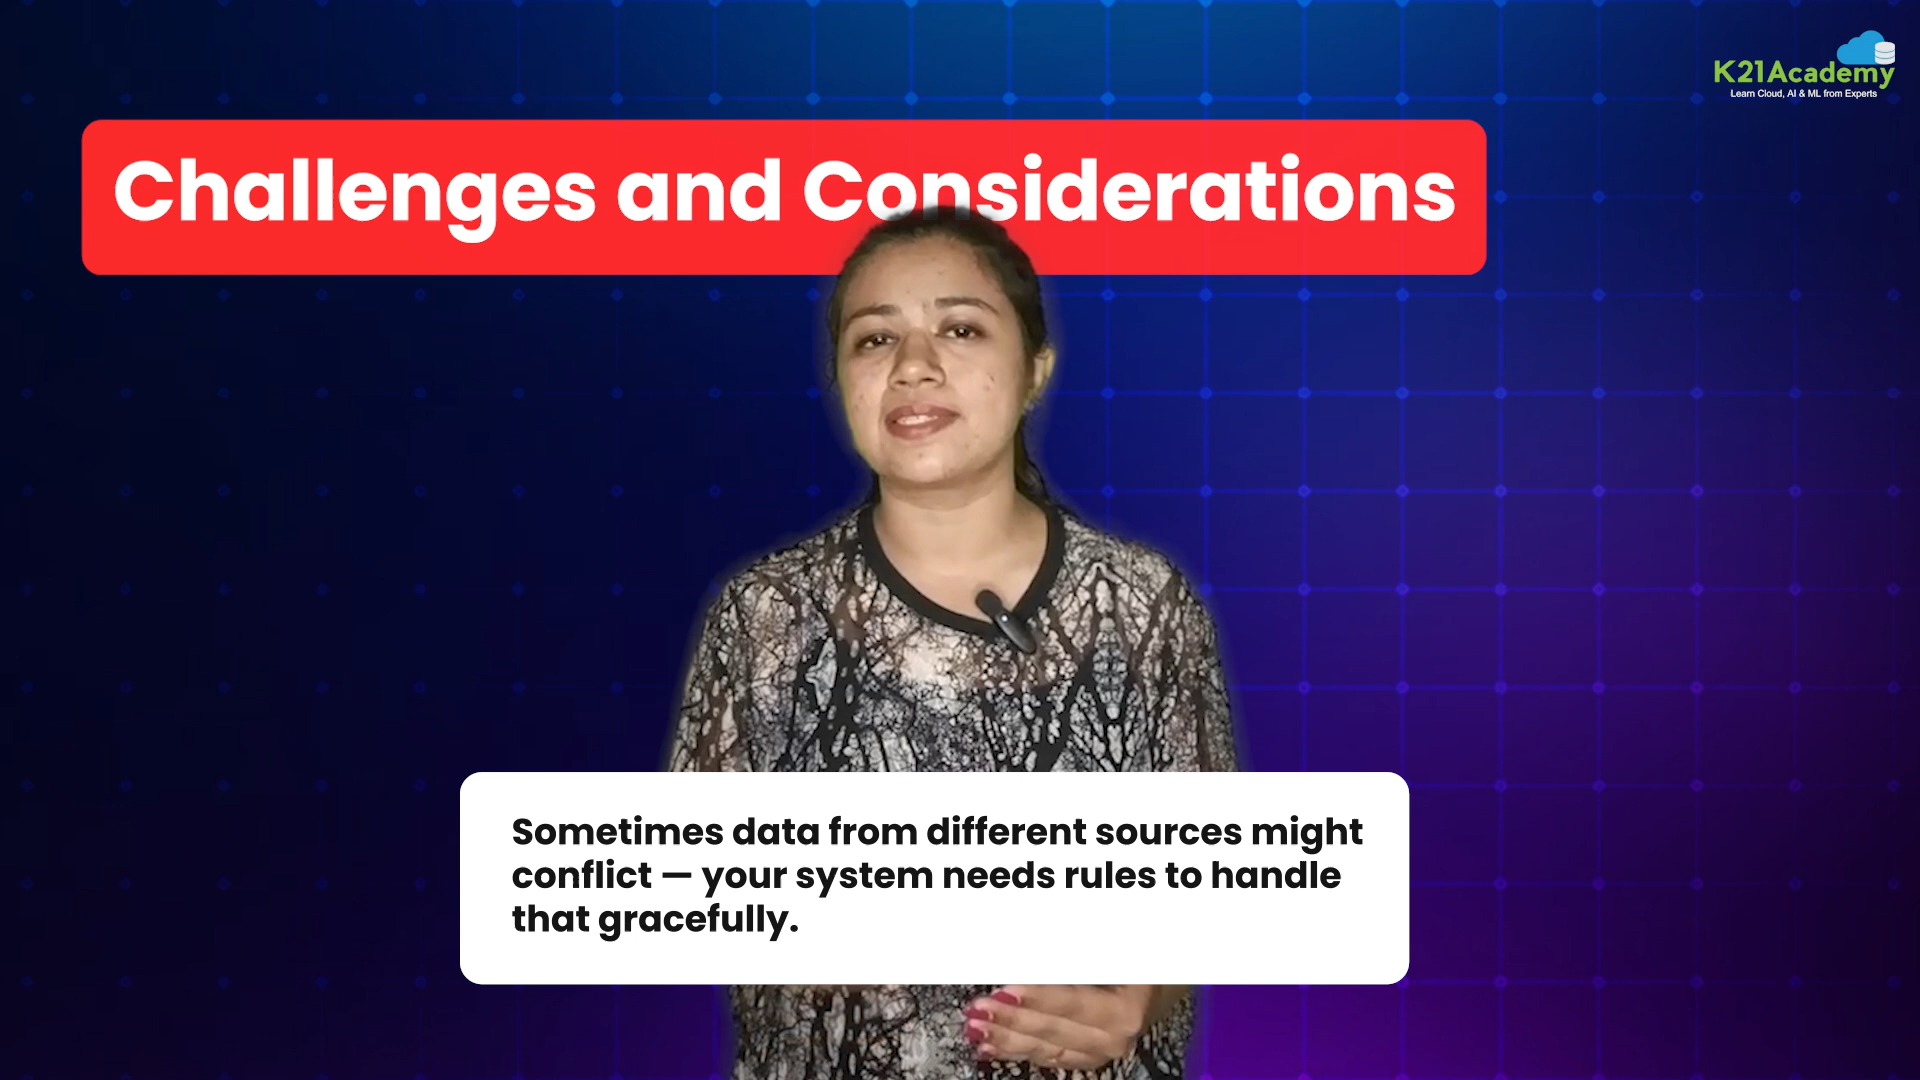 K21Academy
Learn Cloud, AI & ML from Experts
Challenges and Considerations
Sometimes data from different sources might
conflict — your system needs rules to handle
that gracefully.